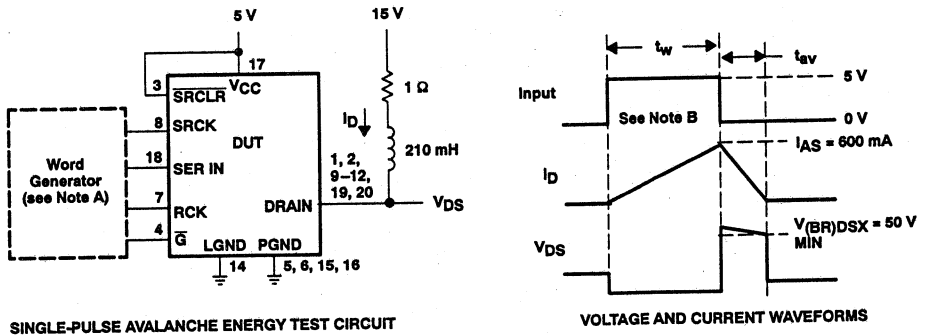 5 V
15 V
17
3
SRCLR
VCC
1 Ω
8
SRCK
ID
DUT
Word
Generator
(see Note A)
18
SER IN
1, 2,
9–12,
19, 20
210 mH
7
RCK
DRAIN
VDS
4
G
LGND
PGND
14
5, 6, 15, 16
SINGLE-PULSE AVALANCHE ENERGY TEST CIRCUIT
tw
tav
5 V
Input
See Note B
0 V
IAS = 600 mA
ID
V(BR)DSX = 50 V
MIN
VDS
VOLTAGE AND CURRENT WAVEFORMS